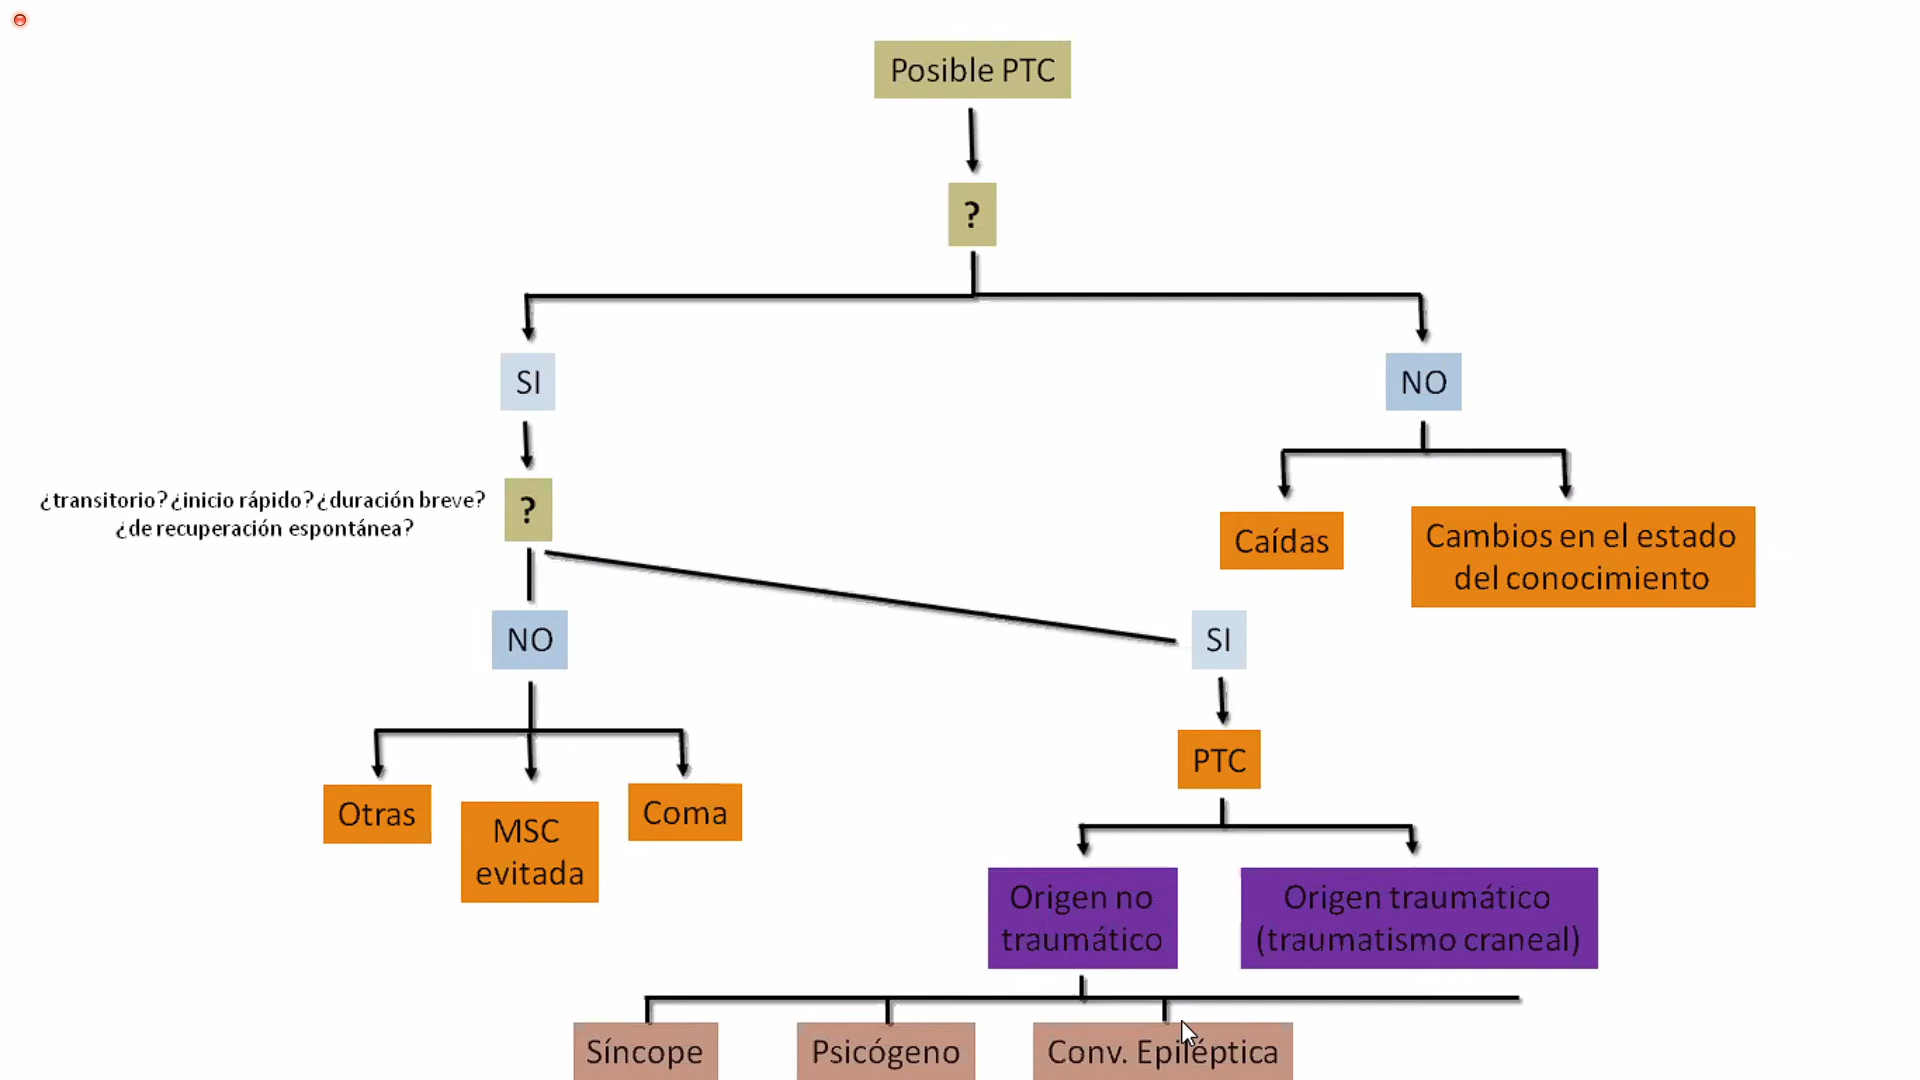 Posible PTC
?
SI
NO
¿transitorio? ¿inicio rápido? ¿duración breve?
¿de recuperación espontánea?
?
Caídas
Cambios en el estado
del conocimiento
NO
SI
PTC
Otras
MSC
evitada
Coma
Origen no
traumático
Origen traumático
(traumatismo craneal)
Síncope
Psicógeno
Conv. Epiléptica